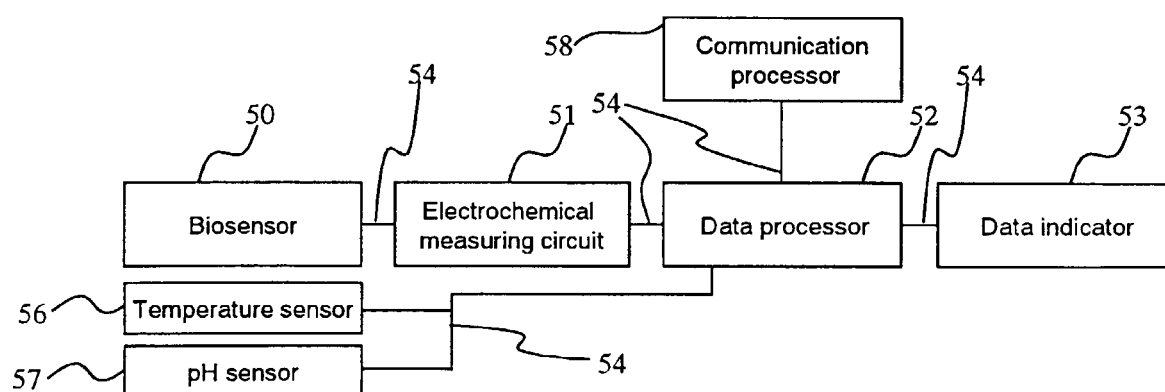 58
Communication
processor
54
54
54
50
51
52
53
Biosensor
Electrochemical
measuring circuit
Data processor
Data indicator
56
Temperature sensor
57
pH sensor
54